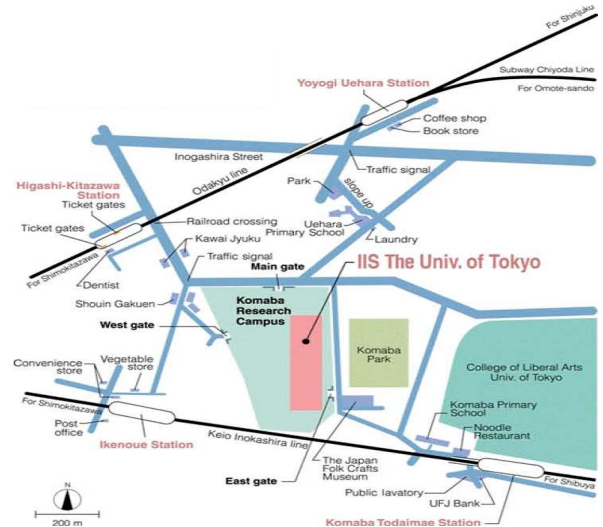 For Shinjuku
Yoyogi Uehara Station
Subway Chiyoda Line
For Omote-sando
Coffee shop
Book store
Inogashira Street
Odakyu line
Traffic signal
Park
slope up
Higashi-Kitazawa
Station
Ticket gates
Ticket gates
Railroad crossing
Kawai Jyuku
Uehara
Primary School
Laundry
For Shimokitazawa
Dentist
Traffic signal
Main gate
IIS The Univ. of Tokyo
Shouin Gakuen
Komaba
Research
Campus
West gate
Komaba
Park
College of Liberal Arts
Univ. of Tokyo
Convenience
store
Vegetable
store
For Shimokitazawa
Post
office
Ikenoue Station
Keio Inokashira line
Komaba Primary
School
Noodle
Restaurant
The Japan
Folk Crafts
Museum
East gate
For Shibuya
Public lavatory
UFJ Bank
Komaba Todaimae Station
N
200 m